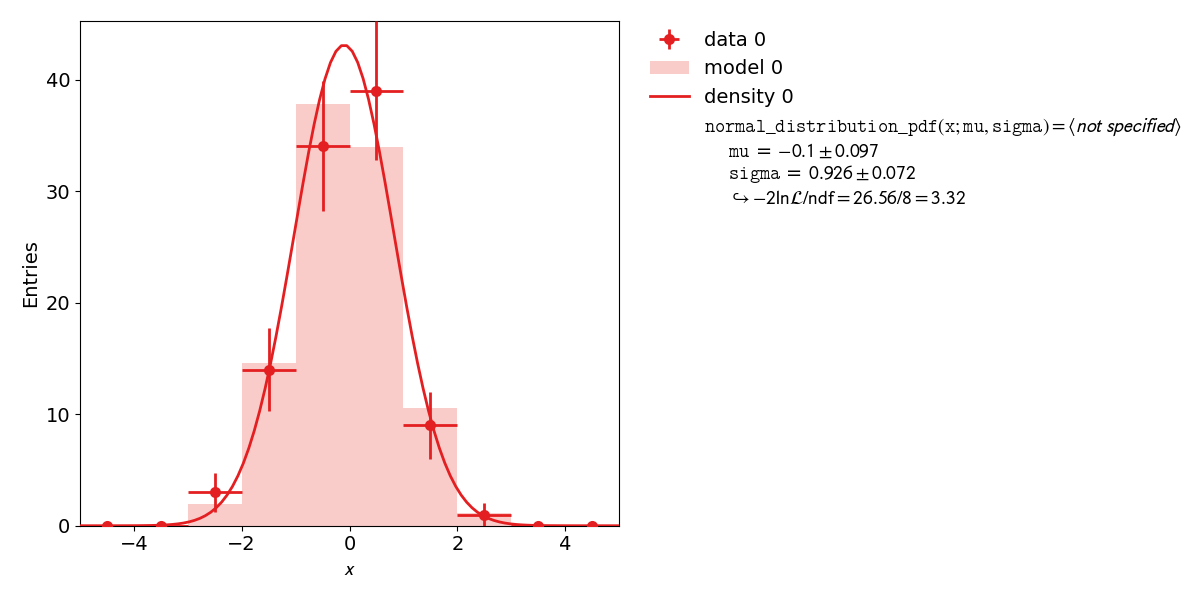 40
30
20
10
0
Entries
−4
−2
0
2
4
x
data 0
model 0
density 0
normal_distribution_pdf(x; mu, sigma) = ⟨not specified⟩
mu = −0.1 ± 0.097
sigma = 0.926 ± 0.072
↪ −2lnℒ/ndf = 26.56/8 = 3.32